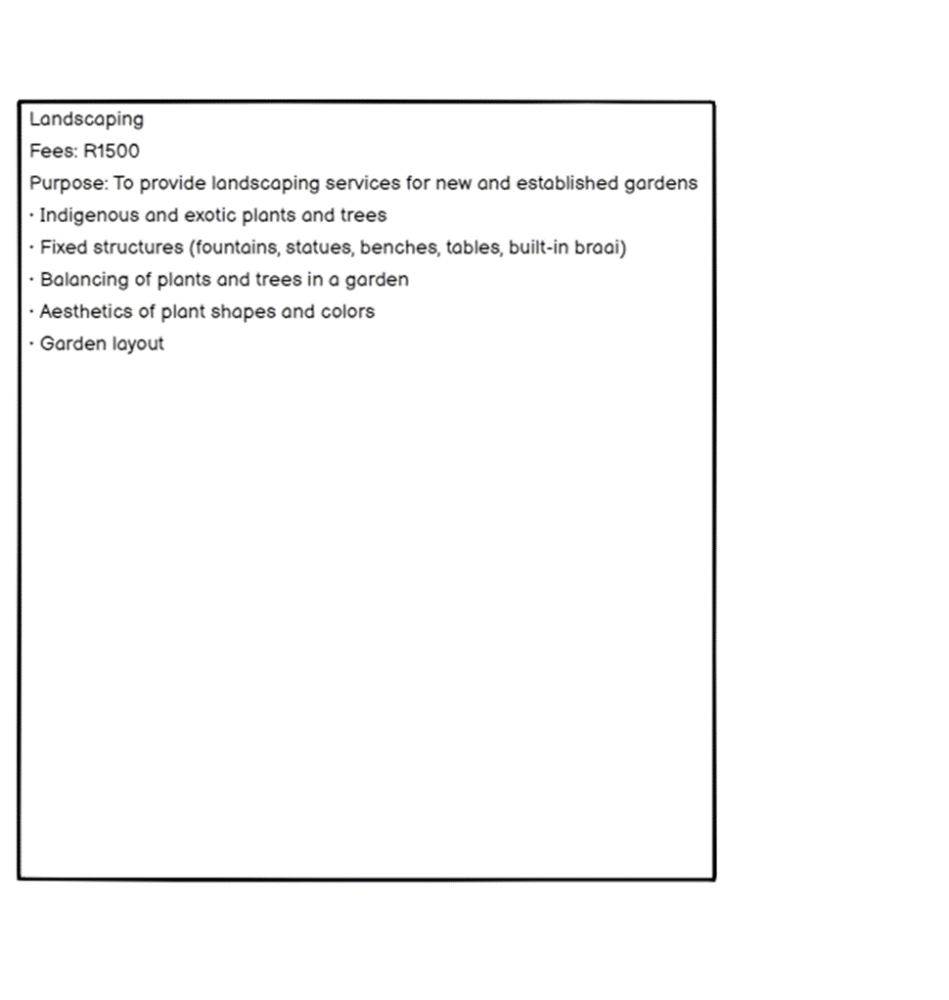 Landscaping
Fees: R1500
Purpose: To provide landscaping services for new and established gardens
· Indigenous and exotic plants and trees
· Fixed structures (fountains, statues, benches, tables, built-in braai)
· Balancing of plants and trees in a garden
· Aesthetics of plant shapes and colors
· Garden layout